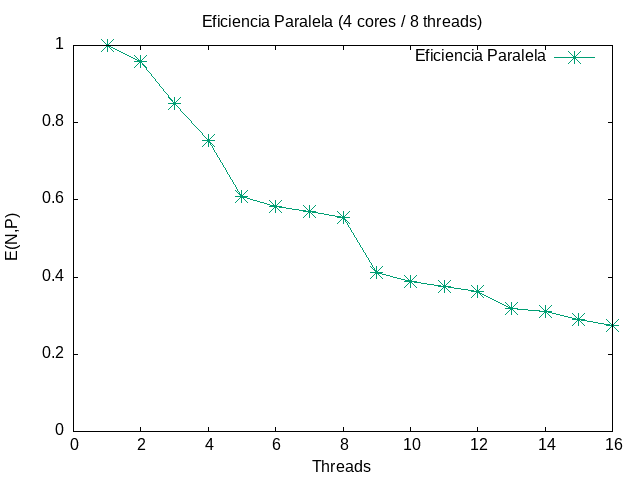 Eficiencia Paralela (4 cores / 8 threads)
Eficiencia Paralela
1
0.8
0.6
0.4
0.2
0
E(N,P)
0 2 4 6 8 10 12 14 16
Threads